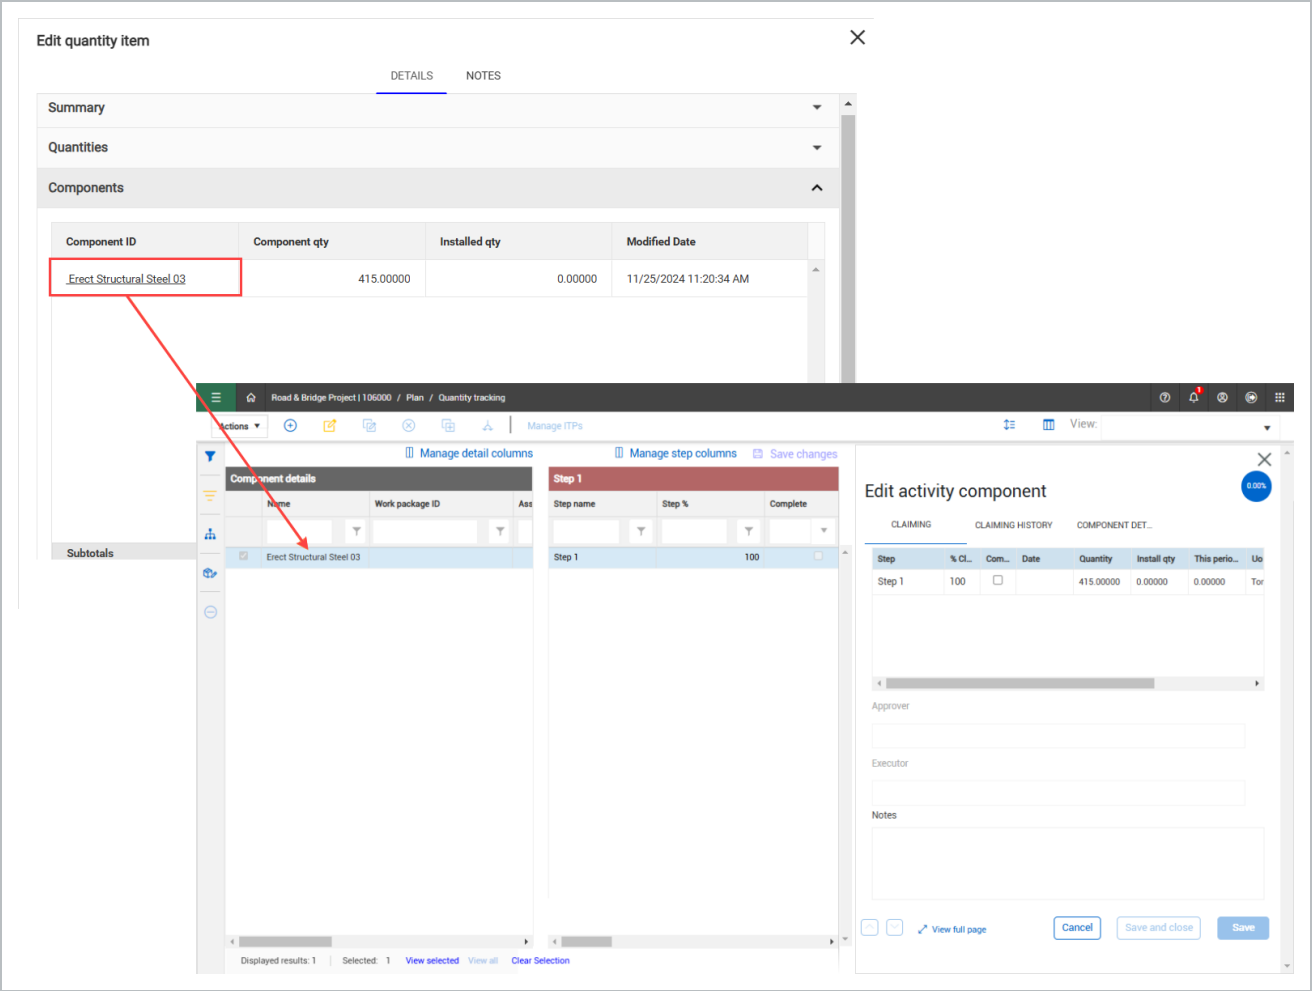 Edit quantity item
DETAILS NOTES
Summary
Quantities
Components
Component ID Component qty Installed qty Modified Date
Erect Structural Steel 03 415.00000 0.00000 11/25/2024 11:20:34 AM
Subtotals
Road & Bridge Project | 106000 / Plan / Quantity tracking
1
Actions Manage ITPs View:
Manage detail columns Manage step columns Save changes
Component details Step 1
Name Work package ID Ass Step name Step % Complete
Erect Structural Steel 03 Step 1 100
Displayed results: 1 Selected: 1 View selected View all Clear Selection
0.00%
Edit activity component
CLAIMING CLAIMING HISTORY COMPONENT DET...
Step % Cl... Com... Date Quantity Install qty This perio... Uo
Step 1 100 415.00000 0.00000 0.00000 Tor
Approver
Executor
Notes
View full page Cancel Save and close Save